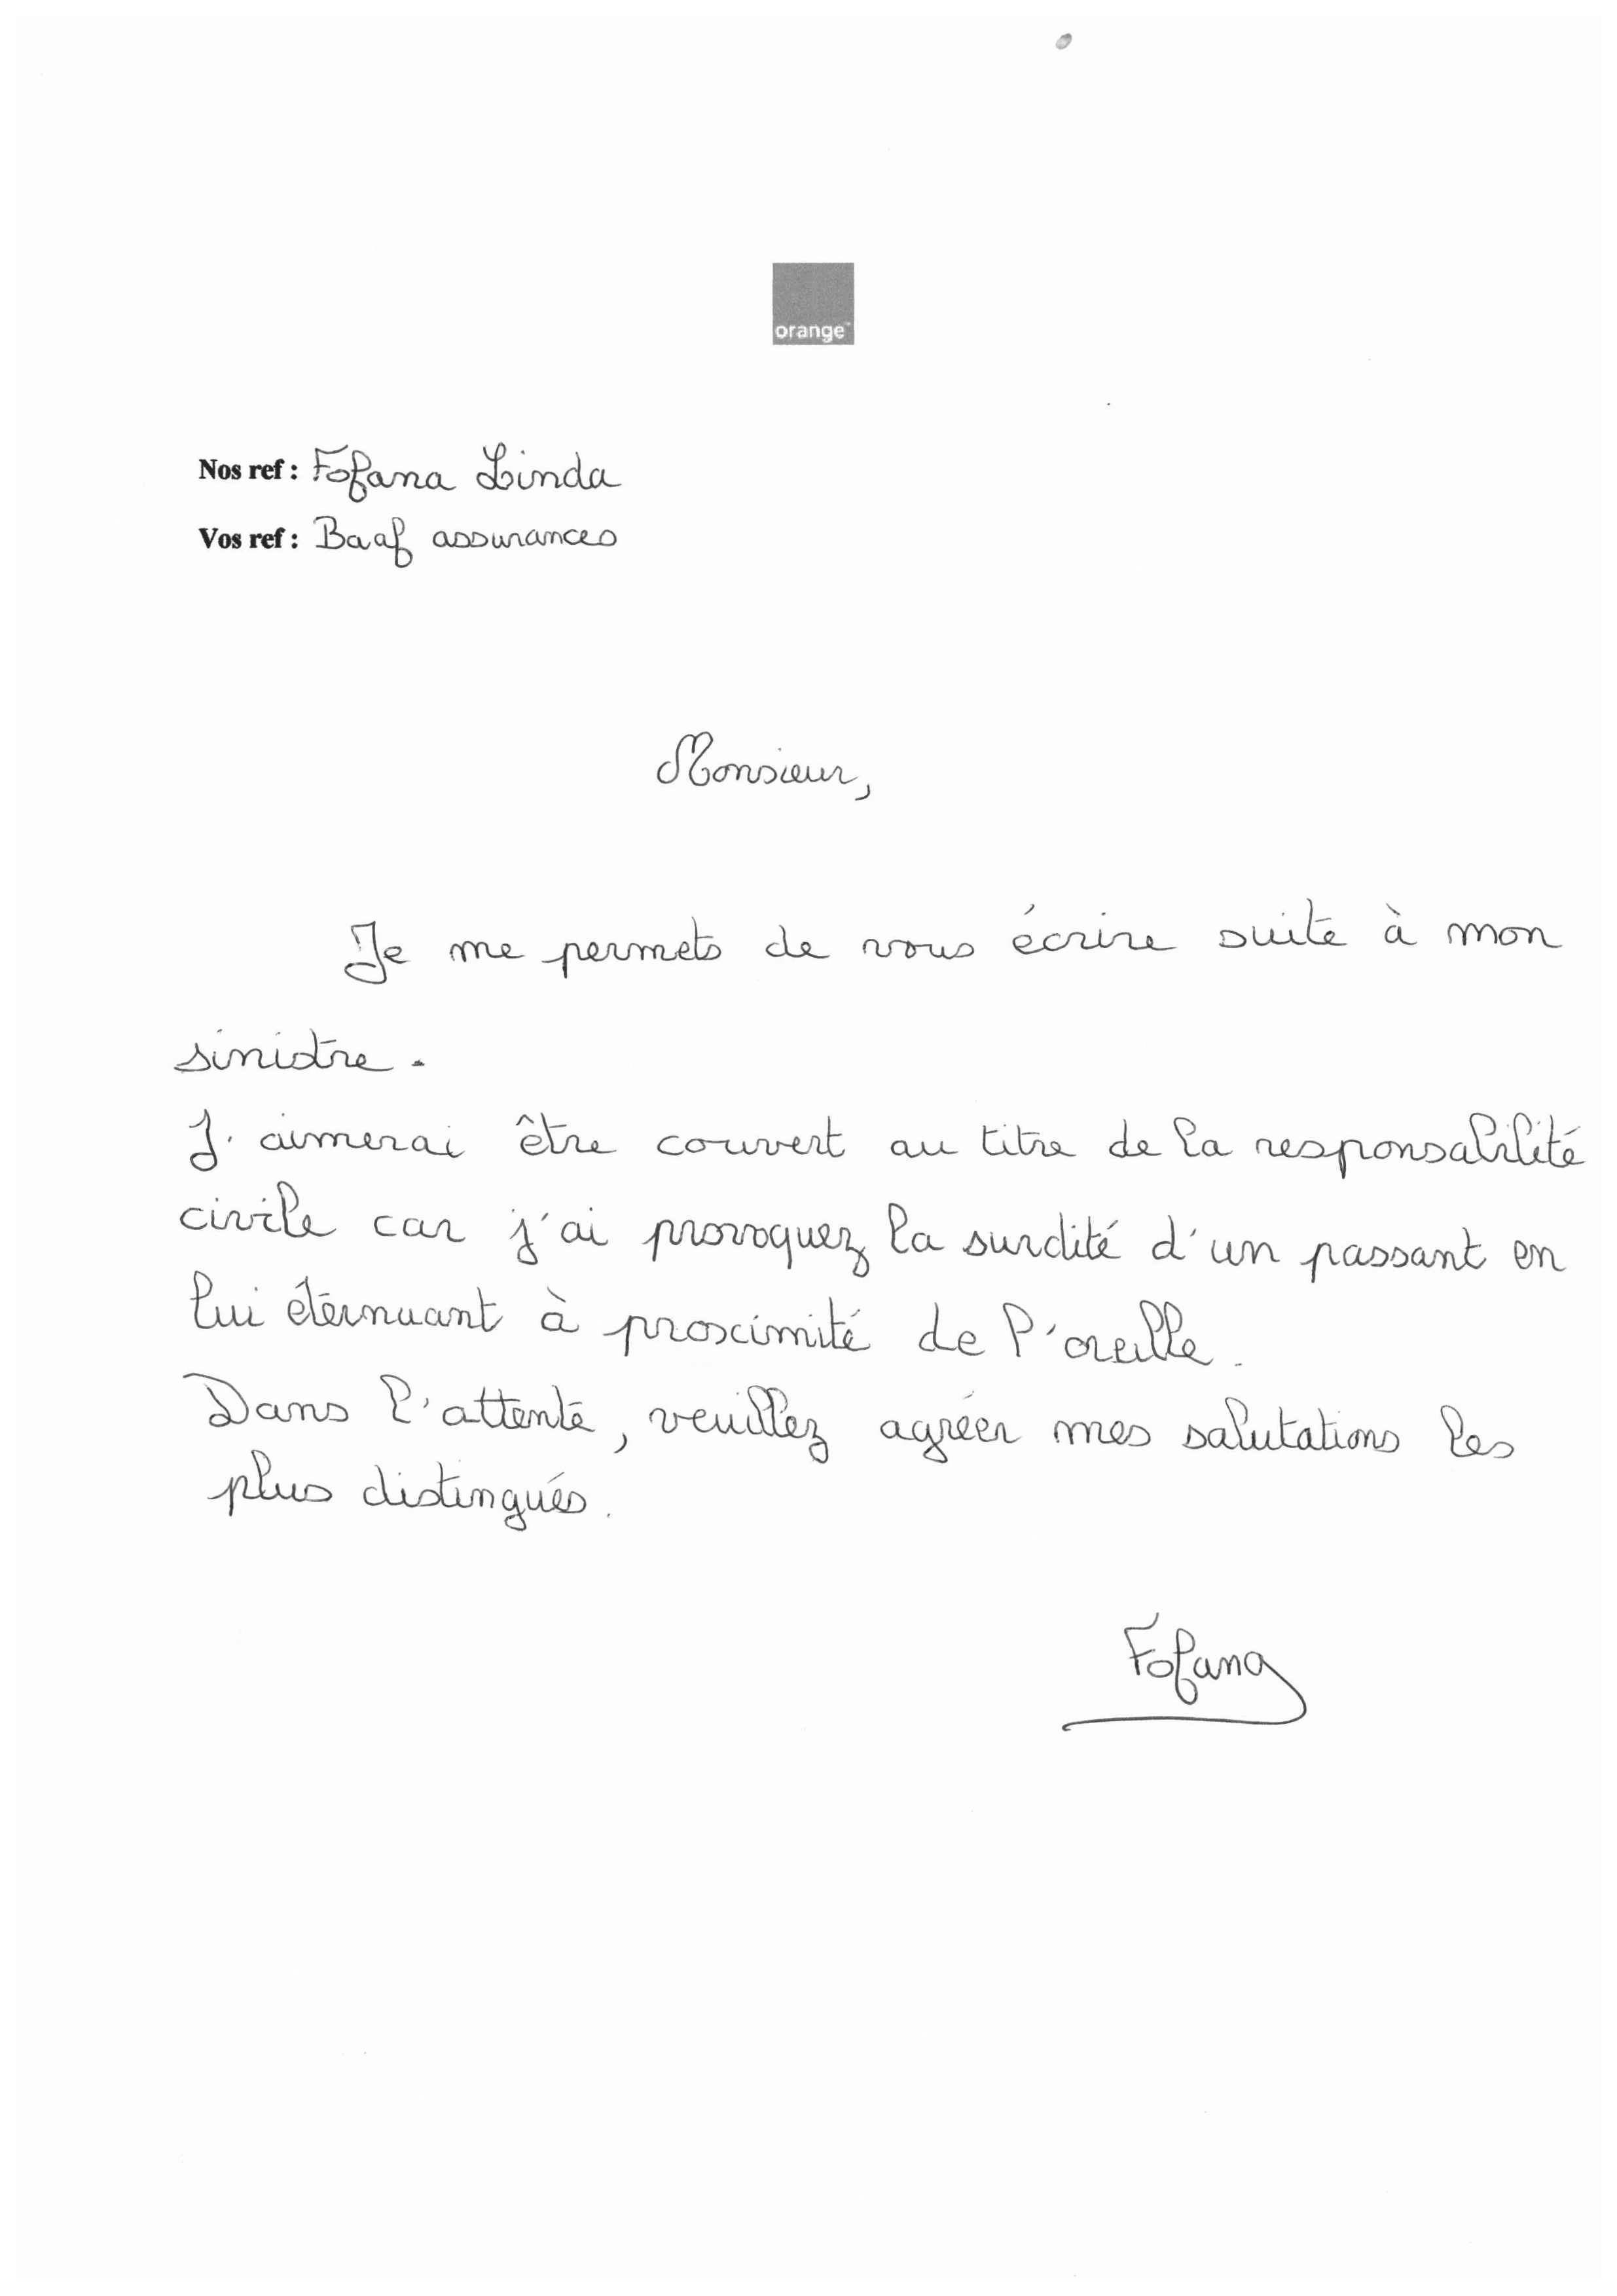 orange™
Nos ref : Fofana Linda
Vos ref : Baaf assurances
Monsieur,
Je me permets de vous écrire suite à mon
sinistre.
J'aimerai être couvert au titre de la responsabilité
civile car j'ai provoquez la surdité d'un passant en
lui éternuant à proximité de l'oreille.
Dans l'attente, veuillez agréer mes salutations les
plus distingués.
Fofana